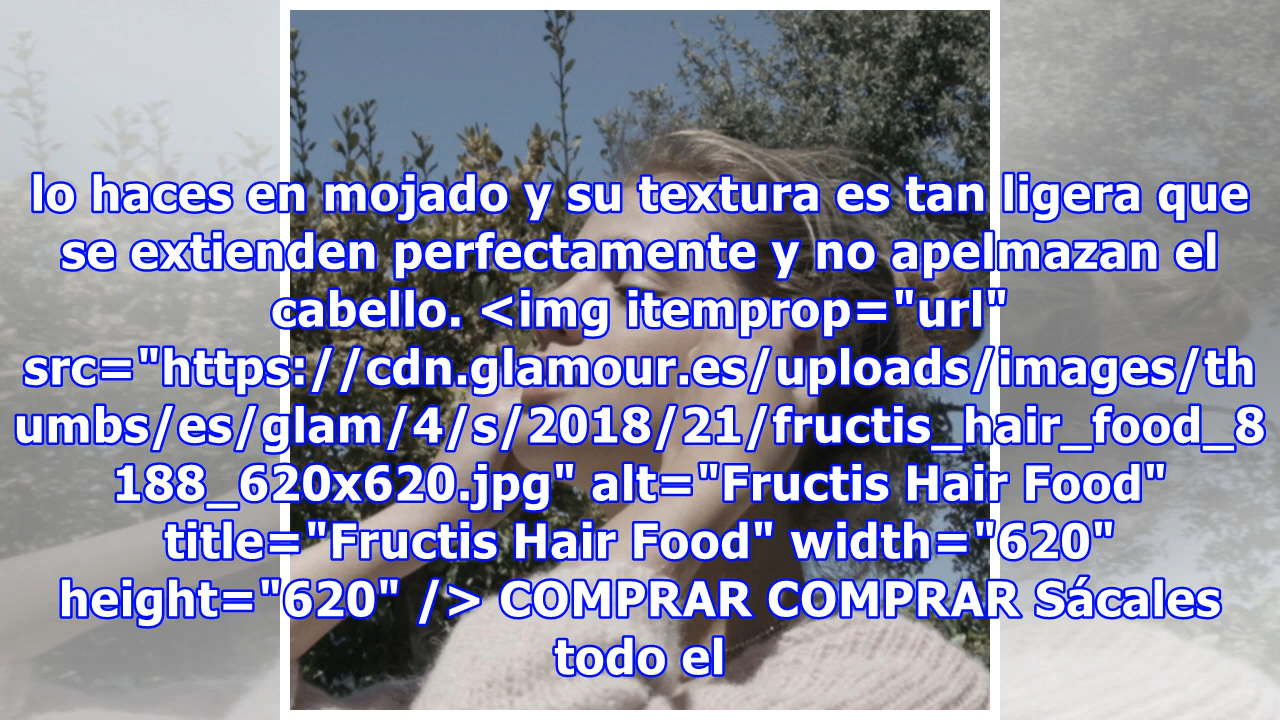 lo haces en mojado y su textura es tan ligera que
se extienden perfectamente y no apelmazan el
cabello. <img itemprop="url"
src="https://cdn.glamour.es/uploads/images/th
umbs/es/glam/4/s/2018/21/fructis_hair_food_8
188_620x620.jpg" alt="Fructis Hair Food"
title="Fructis Hair Food" width="620"
height="620" /> COMPRAR COMPRAR Sácales
todo el